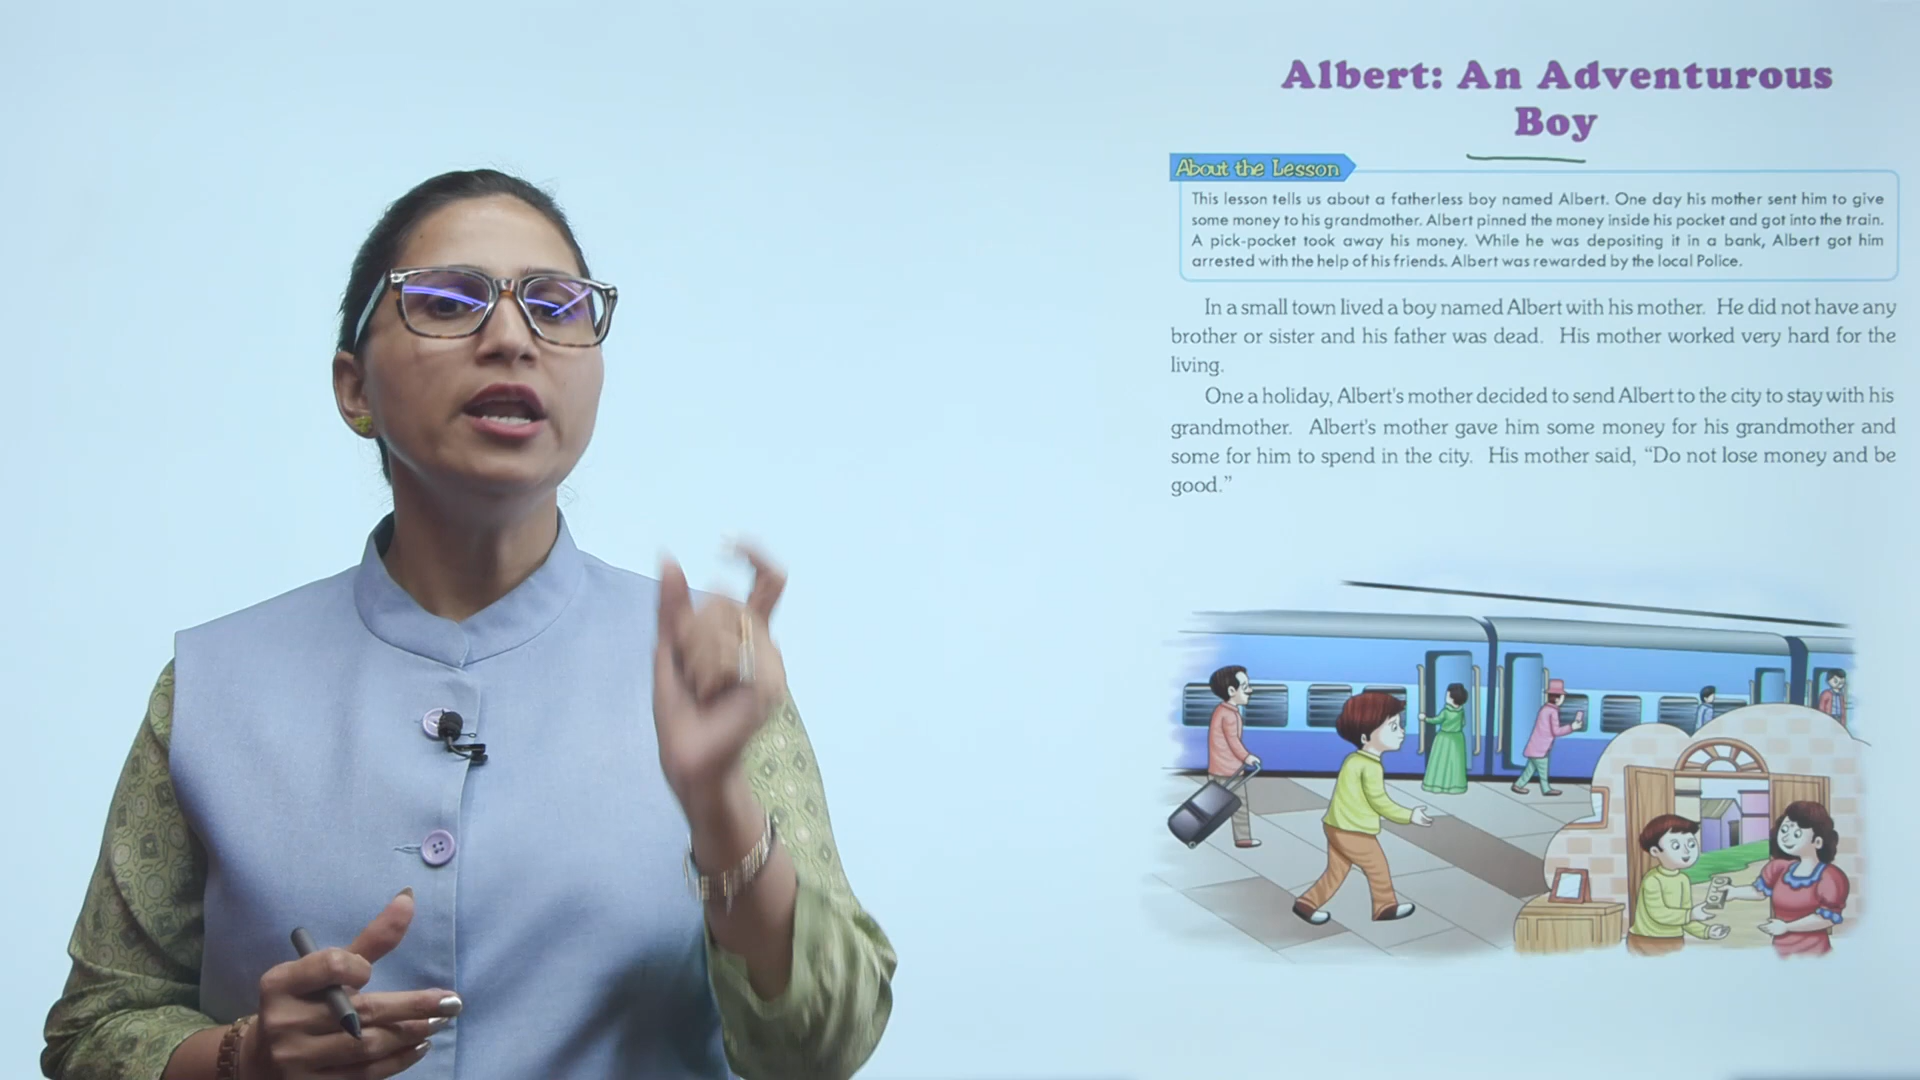 Albert: An Adventurous
Boy
About the Lesson
This lesson tells us about a fatherless boy named Albert. One day his mother sent him to give
some money to his grandmother. Albert pinned the money inside his pocket and got into the train.
A pick-pocket took away his money. While he was depositing it in a bank, Albert got him
arrested with the help of his friends. Albert was rewarded by the local Police.
In a small town lived a boy named Albert with his mother. He did not have any
brother or sister and his father was dead. His mother worked very hard for the
living.
One a holiday, Albert's mother decided to send Albert to the city to stay with his
grandmother. Albert's mother gave him some money for his grandmother and
some for him to spend in the city. His mother said, “Do not lose money and be
good.”